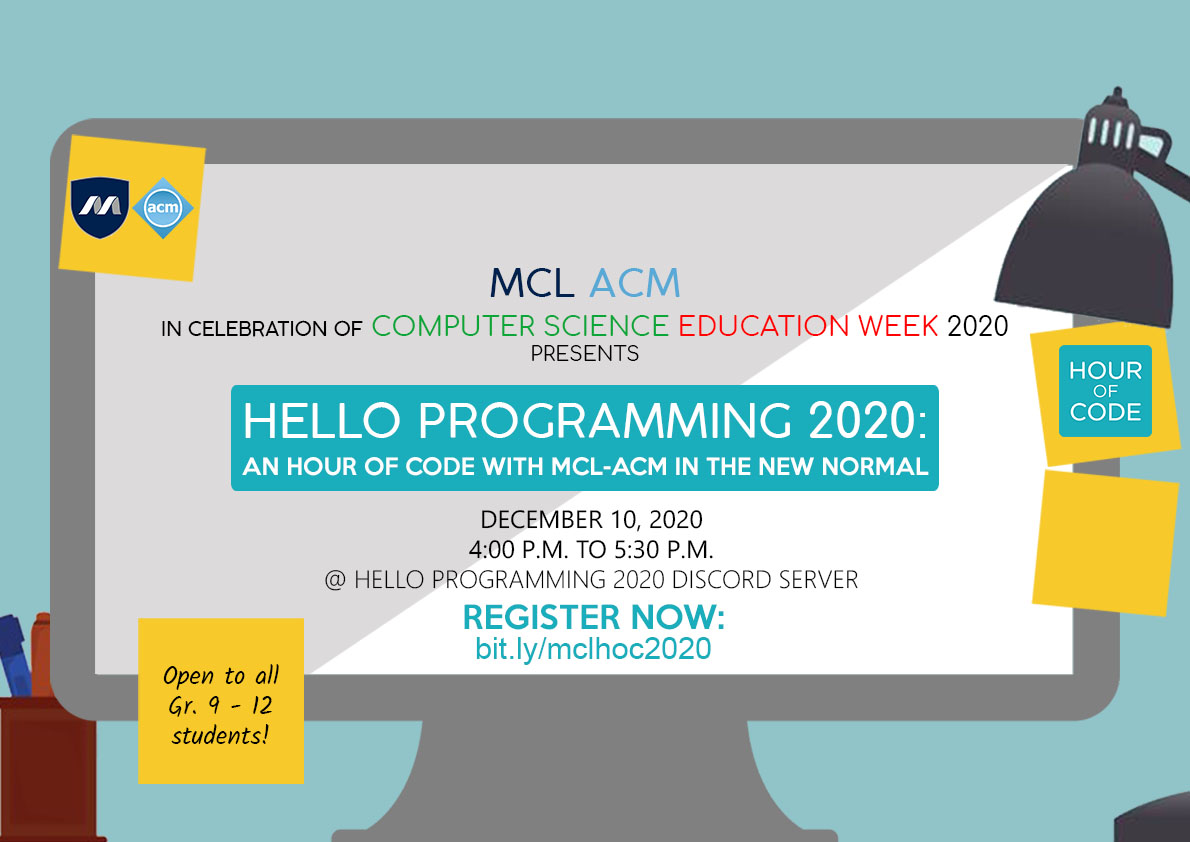 acm
MCL ACM
IN CELEBRATION OF COMPUTER SCIENCE EDUCATION WEEK 2020
PRESENTS
HELLO PROGRAMMING 2020:
AN HOUR OF CODE WITH MCL-ACM IN THE NEW NORMAL
DECEMBER 10, 2020
4:00 P.M. TO 5:30 P.M.
@ HELLO PROGRAMMING 2020 DISCORD SERVER
REGISTER NOW:
bit.ly/mclhoc2020
HOUR
OF
CODE
Open to all
Gr. 9 - 12
students!